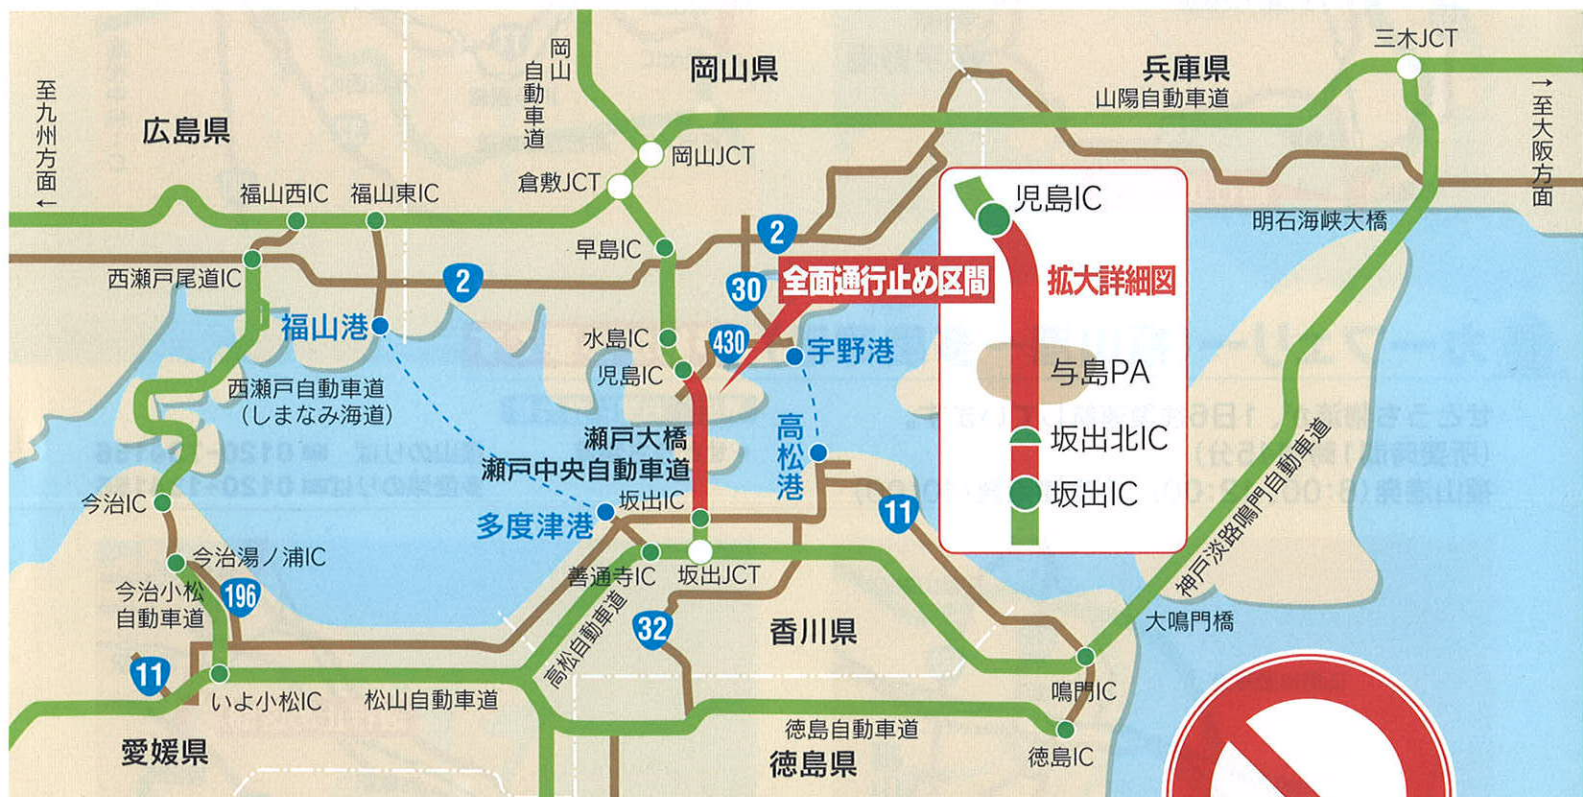 岡山自動車道
岡山県
兵庫県
三木JCT
山陽自動車道
至九州方面←
→至大阪方面
広島県
岡山JCT
倉敷JCT
福山西IC
福山東IC
児島IC
明石海峡大橋
早島IC
2
西瀬戸尾道IC
2
30
全面通行止め区間
拡大詳細図
福山港
水島IC
430
宇野港
児島IC
与島PA
西瀬戸自動車道
(しまなみ海道)
瀬戸大橋
瀬戸中央自動車道
高松港
坂出北IC
坂出IC
今治IC
坂出IC
多度津港
11
神戸淡路鳴門自動車道
今治湯ノ浦IC
善通寺IC
坂出JCT
今治小松
自動車道
196
32
香川県
大鳴門橋
高松自動車道
11
いよ小松IC
松山自動車道
鳴門IC
徳島自動車道
愛媛県
徳島県
徳島IC